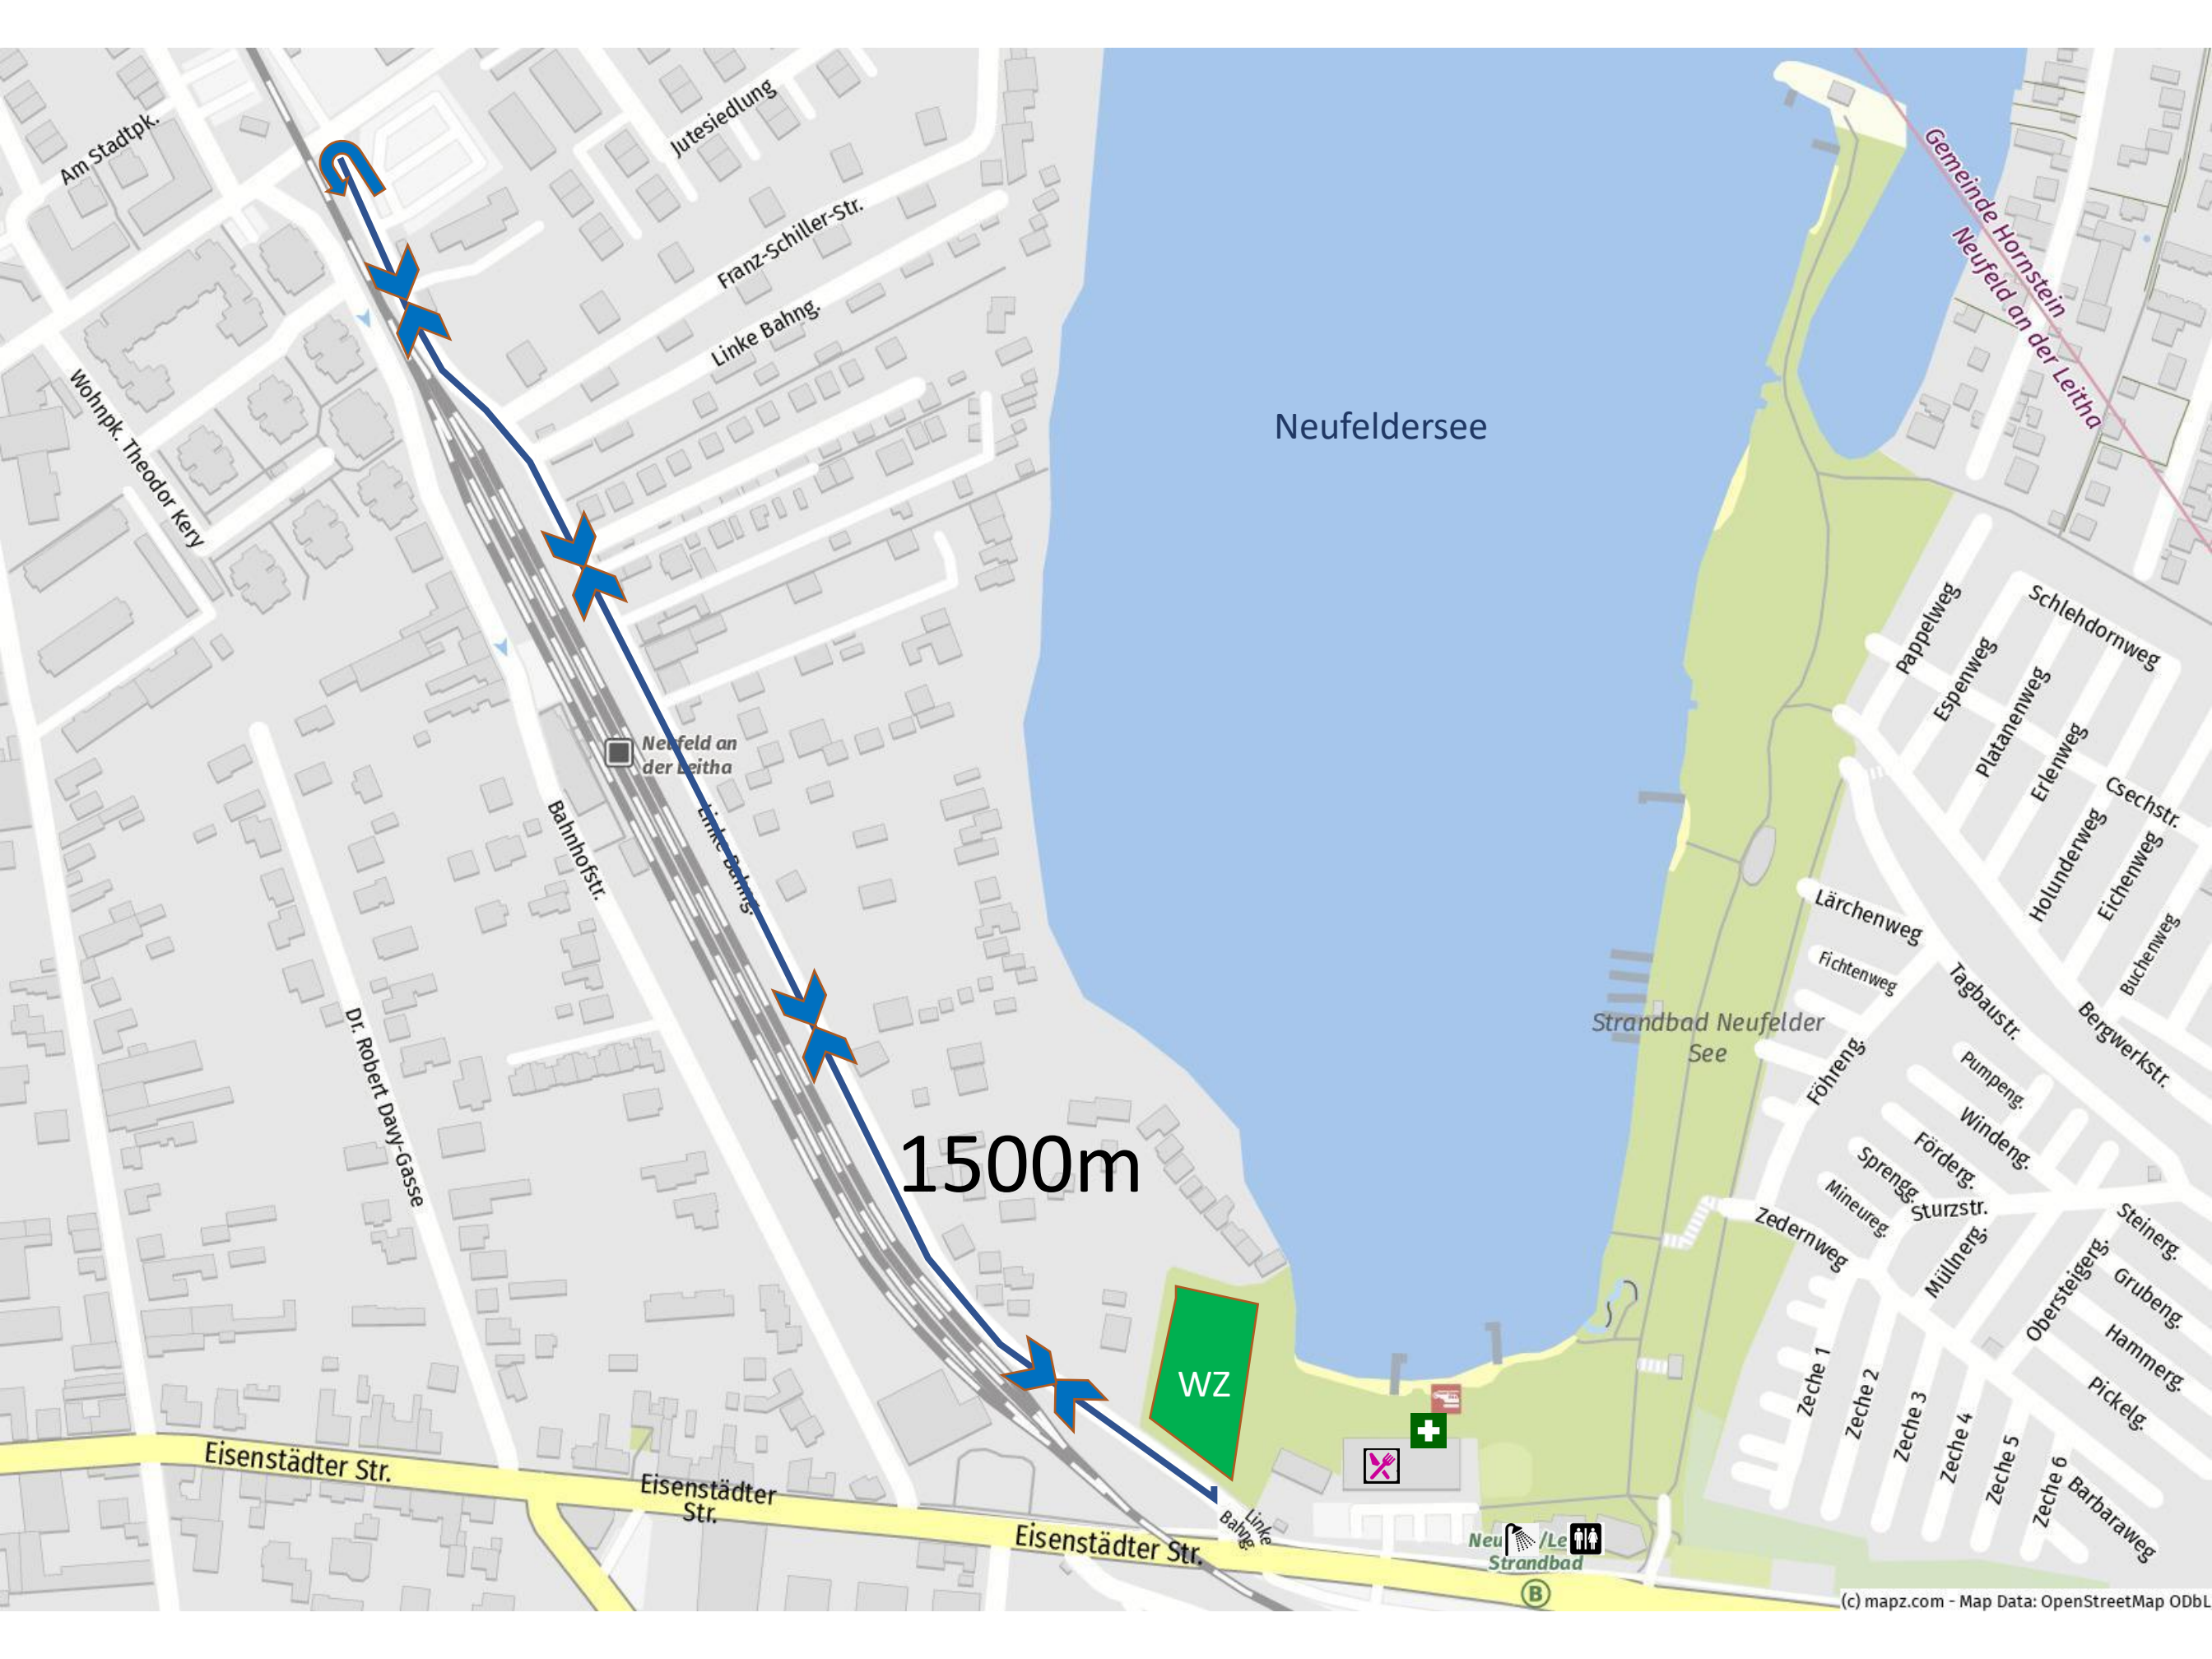 Am Stadtpk.
Jutesiedlung
Franz-Schiller-Str.
Linke Bahng.
Wohnpk. Theodor Kery
Neufeldersee
Gemeinde Hornstein
Neufeld an der Leitha
Neufeld an
der Leitha
Linke Bahng.
Bahnhofstr.
Dr. Robert Davy-Gasse
1500m
WZ
Strandbad Neufelder
See
Pappelweg
Espenweg
Platanenweg
Erlenweg
Schlehdornweg
Csechstr.
Holunderweg
Eichenweg
Buchenweg
Lärchenweg
Fichtenweg
Tagbaustr.
Bergwerkstr.
Föhreng.
Pumpeng.
Windeng.
Förderg.
Sprengg.
Mineureg.
Sturzstr.
Zedernweg
Müllnerg.
Obersteigerg.
Steinerg.
Grubeng.
Hammerg.
Pickelg.
Zeche 1
Zeche 2
Zeche 3
Zeche 4
Zeche 5
Zeche 6
Barbaraweg
Eisenstädter Str.
Eisenstädter
Str.
Eisenstädter Str.
Linke
Bahng.
Neu /Le
Strandbad
B
(c) mapz.com - Map Data: OpenStreetMap ODbL